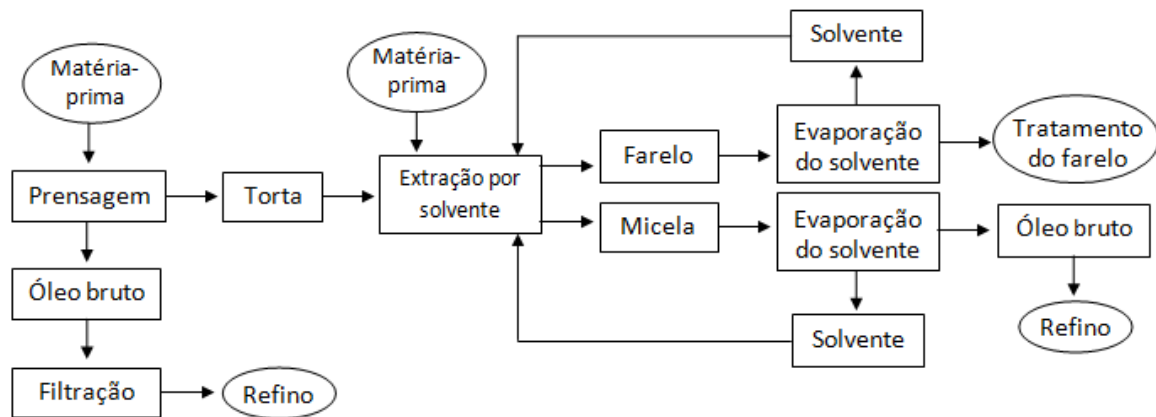 Solvente
Matéria-
prima
Matéria-
prima
Farelo
Evaporação
do solvente
Tratamento
do farelo
Prensagem
Torta
Extração por
solvente
Micela
Evaporação
do solvente
Óleo bruto
Óleo bruto
Solvente
Refino
Filtração
Refino